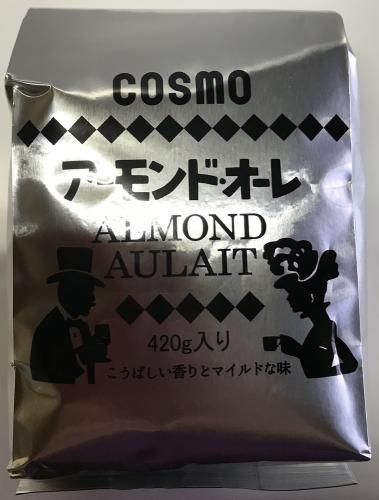 COSMO
アーモンド・オーレ
ALMOND
AULAIT
420g入り
こうばしい香りとマイルドな味